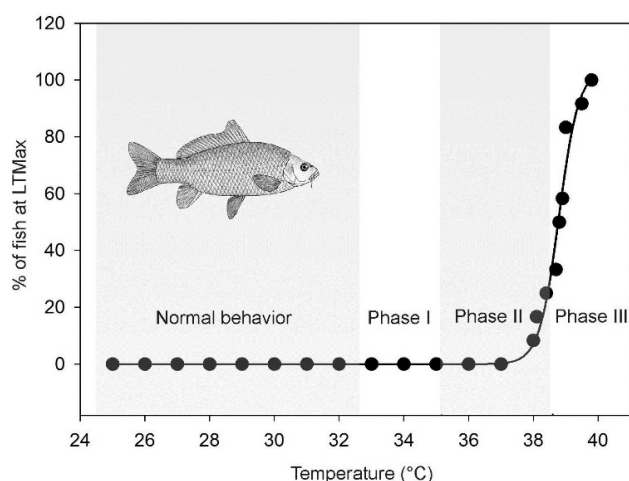 120
100
80
60
40
20
0
% of fish at LTMax
Normal behavior
Phase I
Phase II
Phase III
24 26 28 30 32 34 36 38 40
Temperature (°C)